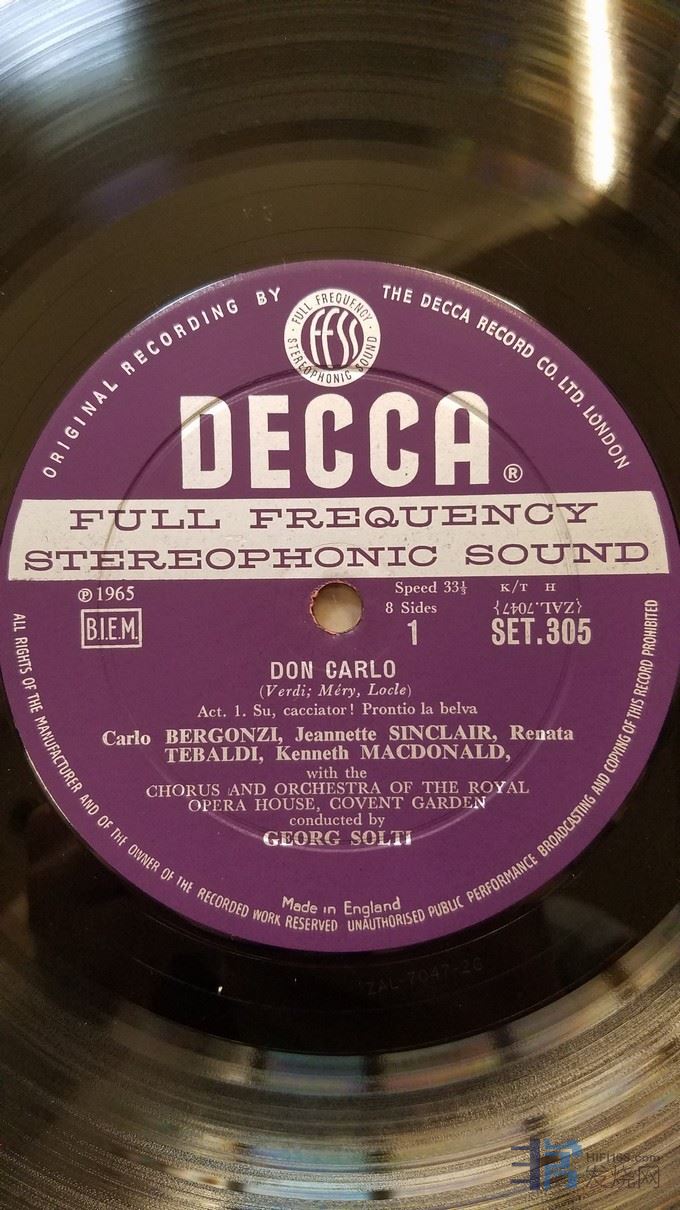 ORIGINAL RECORDING BY
THE DECCA RECORD CO. LTD. LONDON
FULL FREQUENCY
ffss
STEREOPHONIC SOUND
DECCA®
FULL FREQUENCY
STEREOPHONIC SOUND
℗ 1965
B.I.E.M.
Speed 33⅓
8 Sides
1
K/T H
{ZAL.7047}
SET.305
DON CARLO
(Verdi; Méry, Locle)
Act. 1. Su, cacciator! Prontio la belva
Carlo BERGONZI, Jeannette SINCLAIR, Renata
TEBALDI, Kenneth MACDONALD,
with the
CHORUS AND ORCHESTRA OF THE ROYAL
OPERA HOUSE, COVENT GARDEN
conducted by
GEORG SOLTI
Made in England
ALL RIGHTS OF THE MANUFACTURER AND OF THE OWNER OF THE RECORDED WORK RESERVED UNAUTHORISED PUBLIC PERFORMANCE BROADCASTING AND COPYING OF THIS RECORD PROHIBITED
ZAL-7047-2G
HIFI168.com
发烧网